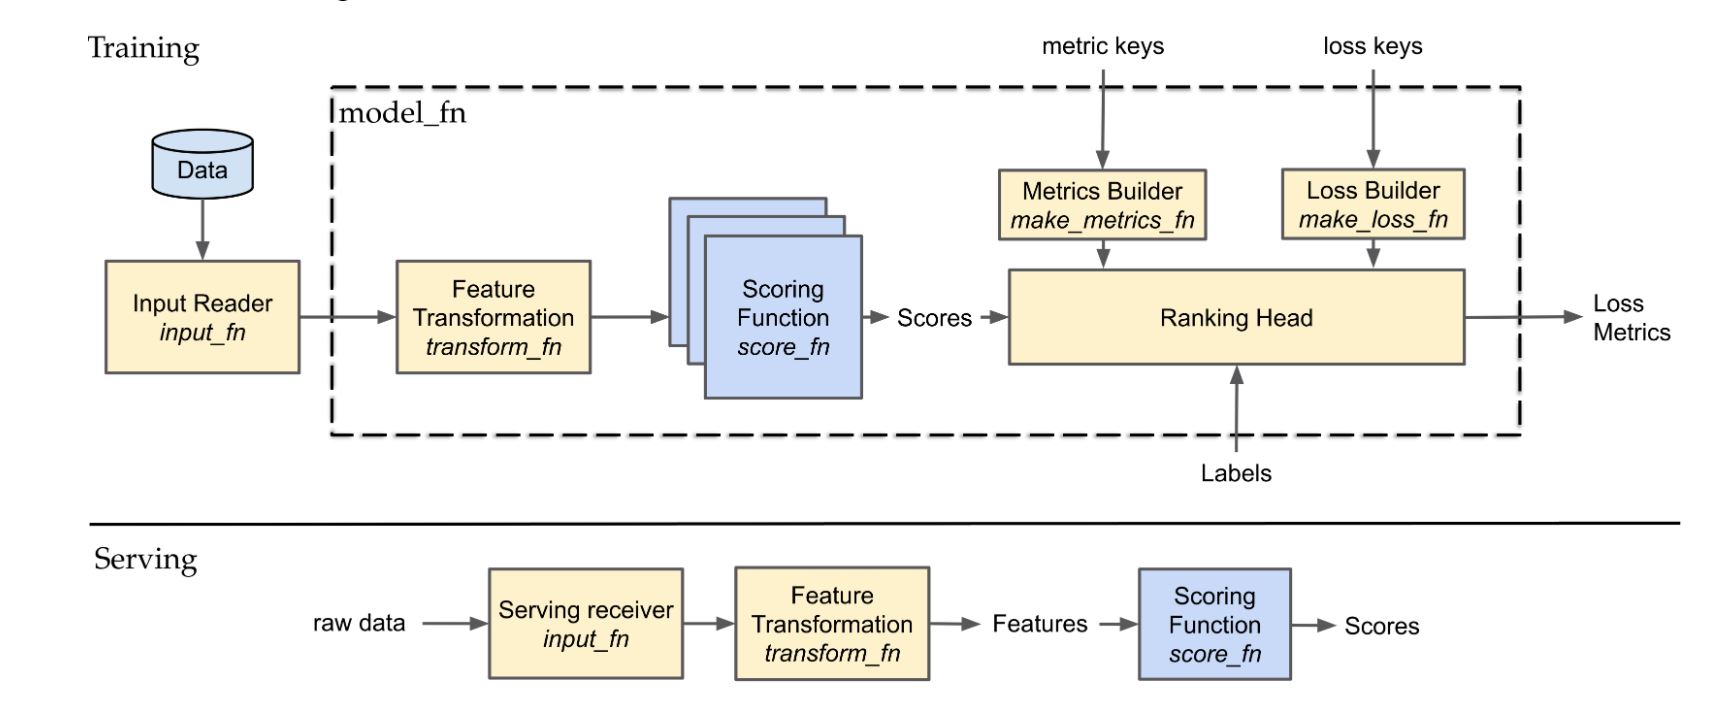 Training
metric keys
loss keys
model_fn
Data
Metrics Builder
make_metrics_fn
Loss Builder
make_loss_fn
Input Reader
input_fn
Feature
Transformation
transform_fn
Scoring
Function
score_fn
Scores
Ranking Head
Loss
Metrics
Labels
Serving
raw data
Serving receiver
input_fn
Feature
Transformation
transform_fn
Features
Scoring
Function
score_fn
Scores